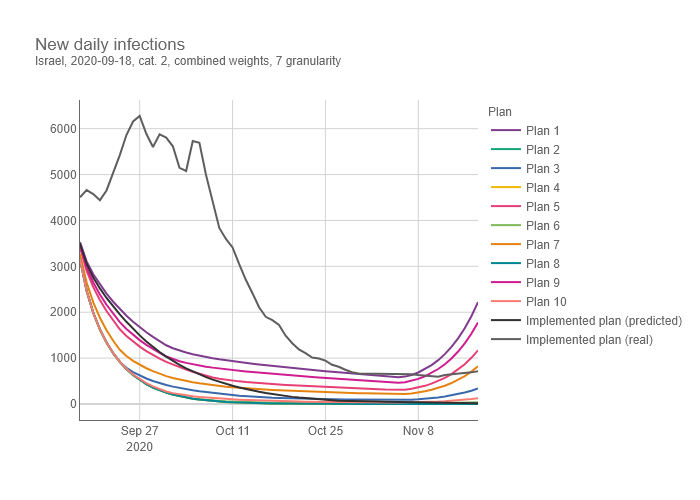 New daily infections
Israel, 2020-09-18, cat. 2, combined weights, 7 granularity
Plan
6000
5000
4000
3000
2000
1000
0
Sep 27
2020
Oct 11
Oct 25
Nov 8
Plan 1
Plan 2
Plan 3
Plan 4
Plan 5
Plan 6
Plan 7
Plan 8
Plan 9
Plan 10
Implemented plan (predicted)
Implemented plan (real)